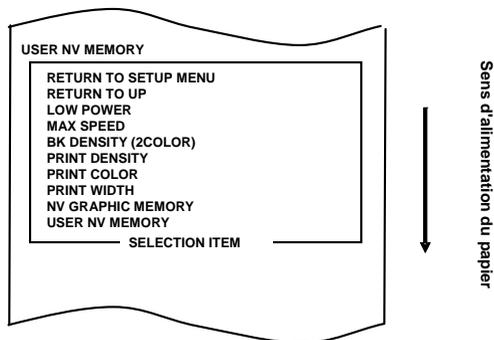 USER NV MEMORY
RETURN TO SETUP MENU
RETURN TO UP
LOW POWER
MAX SPEED
BK DENSITY (2COLOR)
PRINT DENSITY
PRINT COLOR
PRINT WIDTH
NV GRAPHIC MEMORY
USER NV MEMORY
SELECTION ITEM
Sens d'alimentation du papier